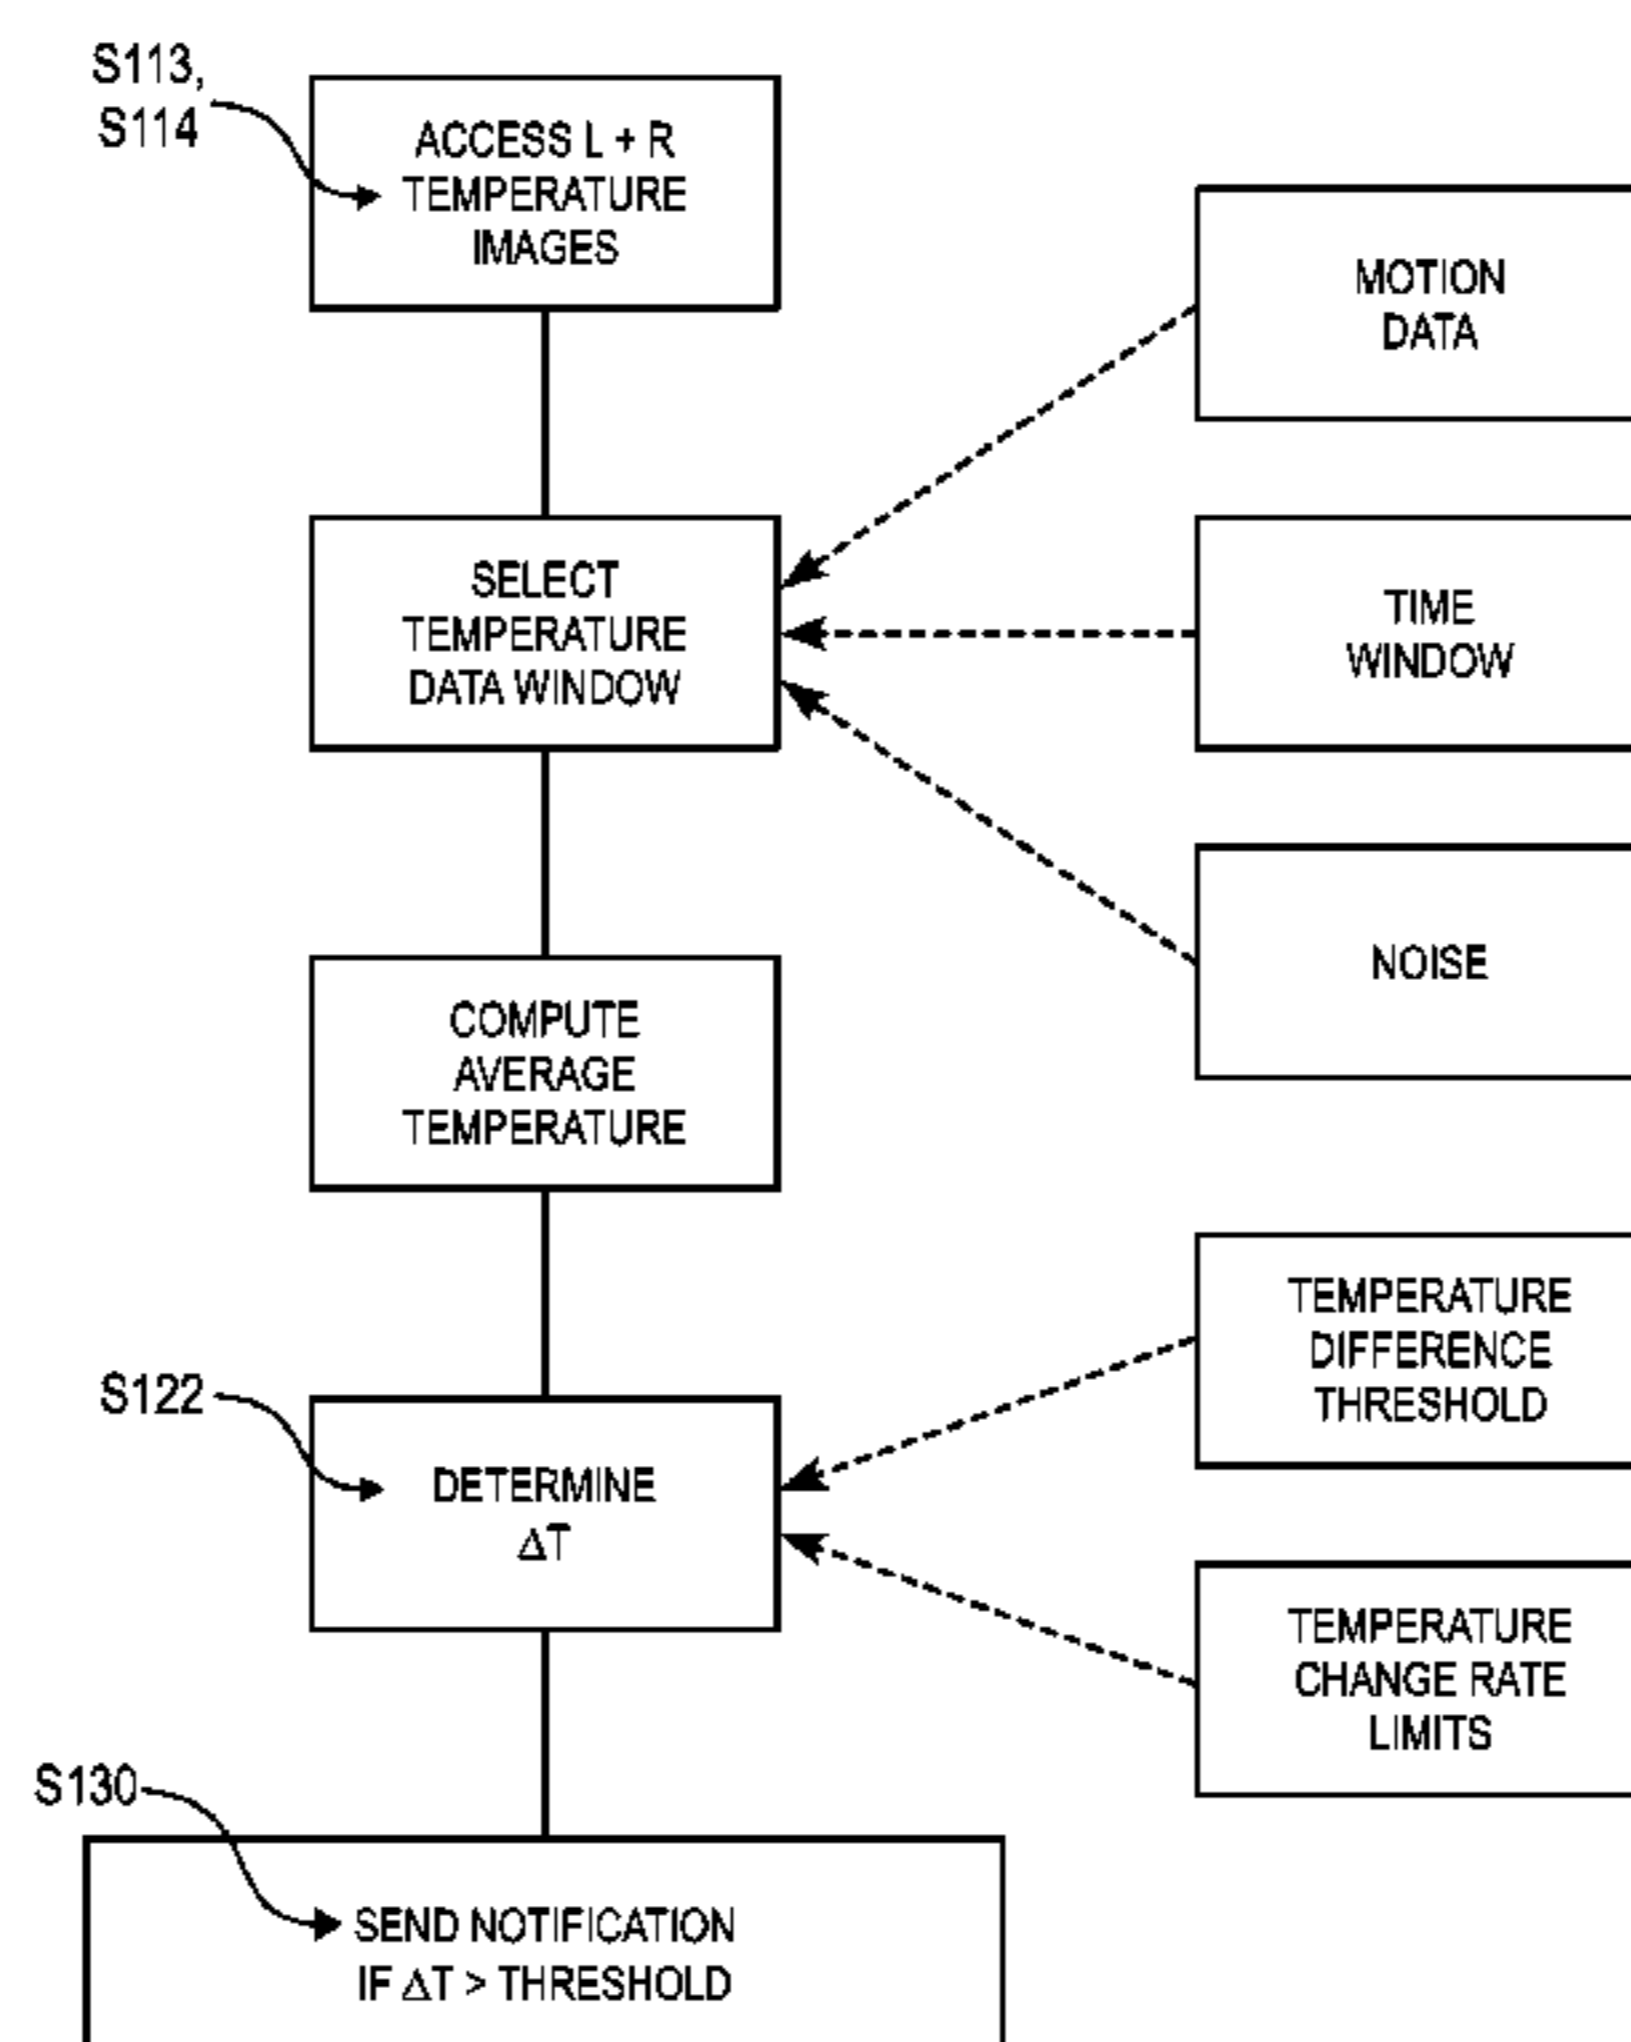 S113,
S114
ACCESS L + R
TEMPERATURE
IMAGES
MOTION
DATA
SELECT
TEMPERATURE
DATA WINDOW
TIME
WINDOW
NOISE
COMPUTE
AVERAGE
TEMPERATURE
TEMPERATURE
DIFFERENCE
THRESHOLD
S122
DETERMINE
ΔT
TEMPERATURE
CHANGE RATE
LIMITS
S130
SEND NOTIFICATION
IF ΔT > THRESHOLD